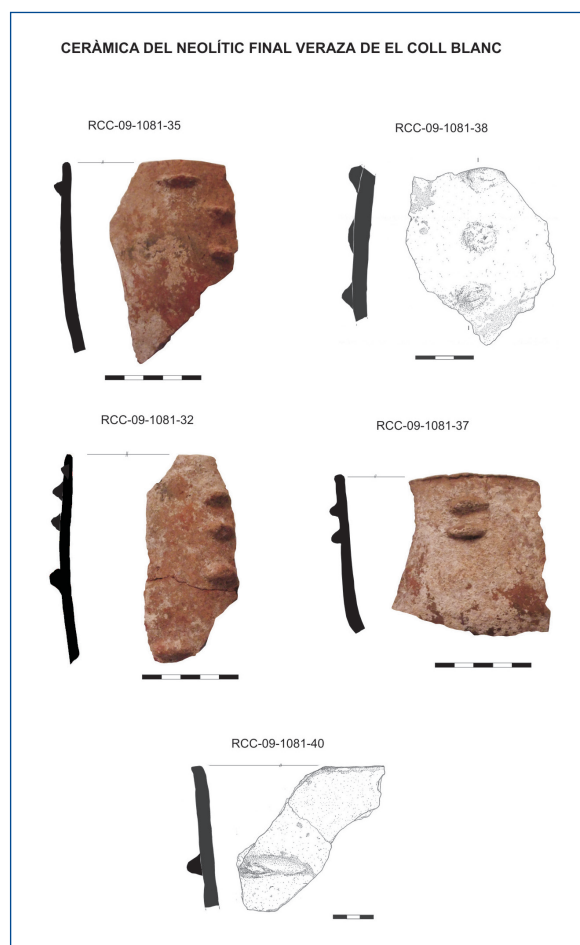 CERÀMICA DEL NEOLÍTIC FINAL VERAZA DE EL COLL BLANC
RCC-09-1081-35
RCC-09-1081-38
RCC-09-1081-32
RCC-09-1081-37
RCC-09-1081-40